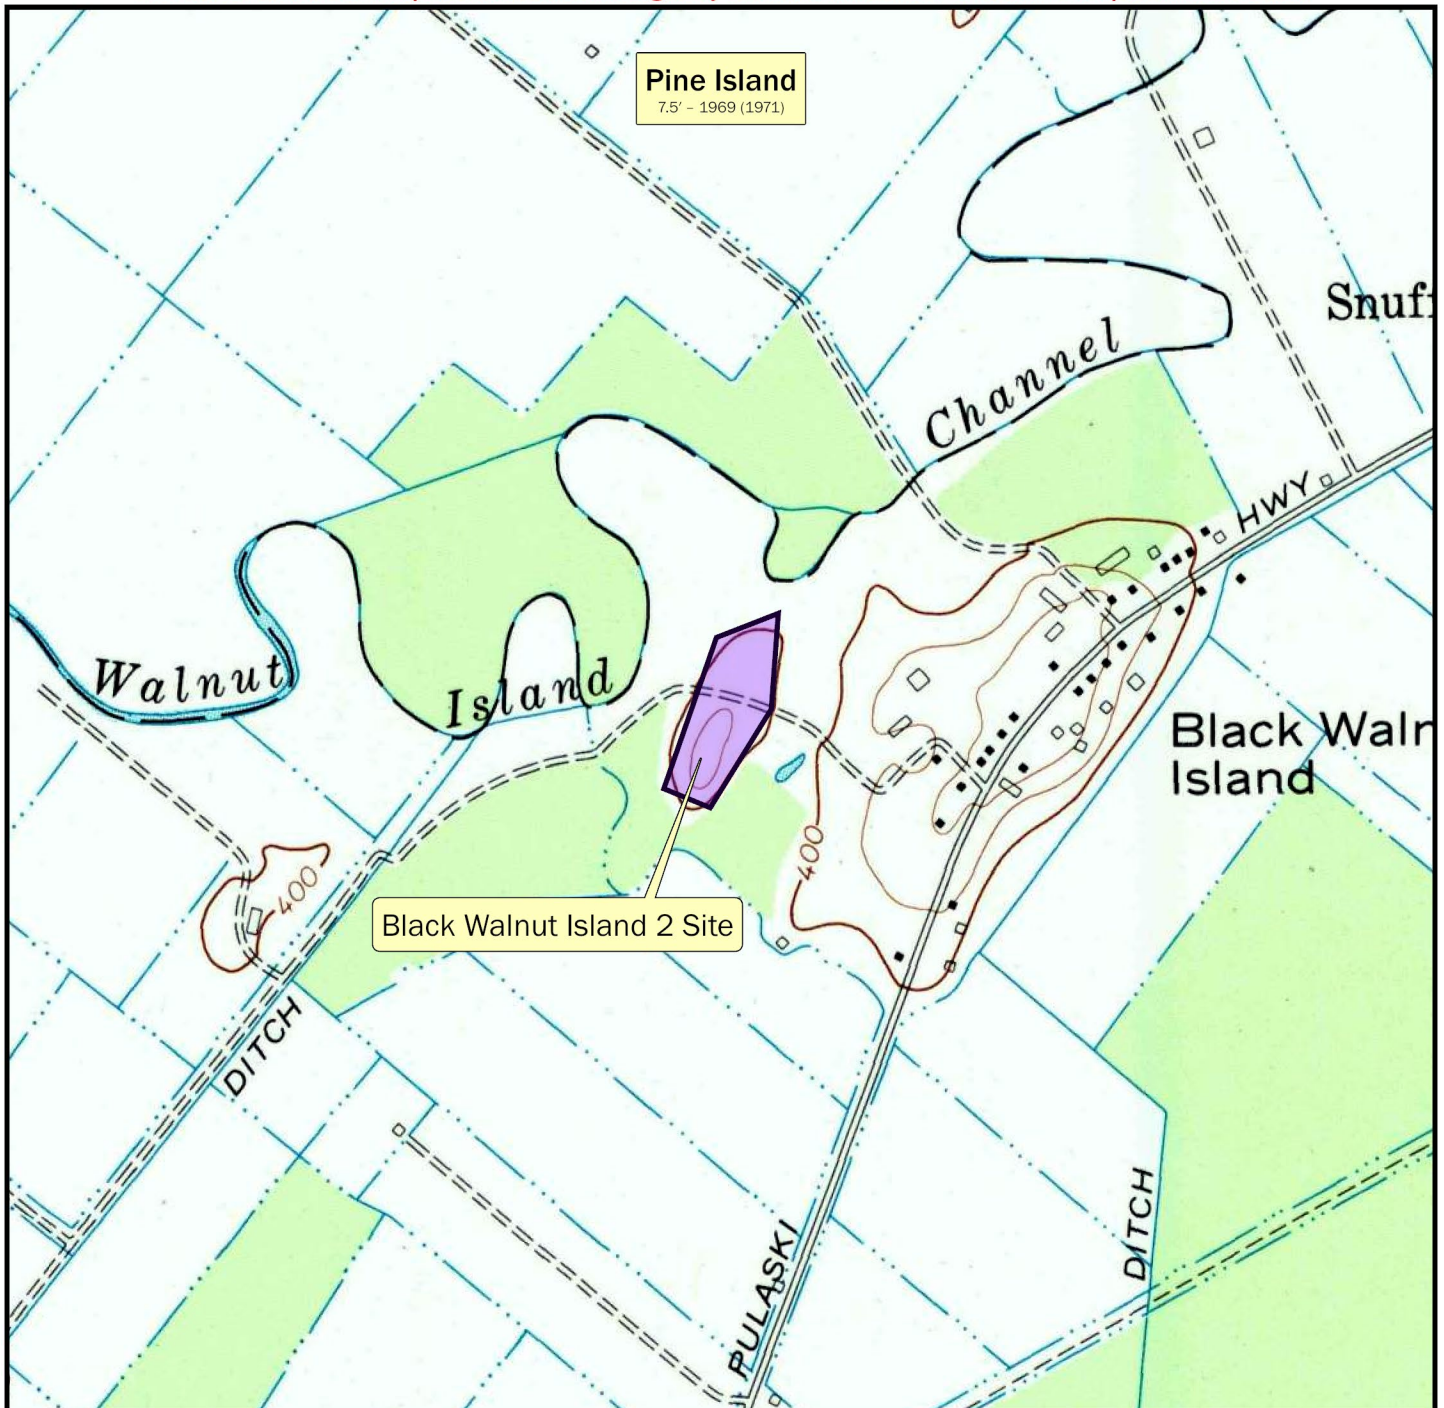 Pine Island
7.5′ – 1969 (1971)
Channel
HWY
Walnut
Island
Black Waln
Island
400
400
Black Walnut Island 2 Site
DITCH
DITCH
PULASKI